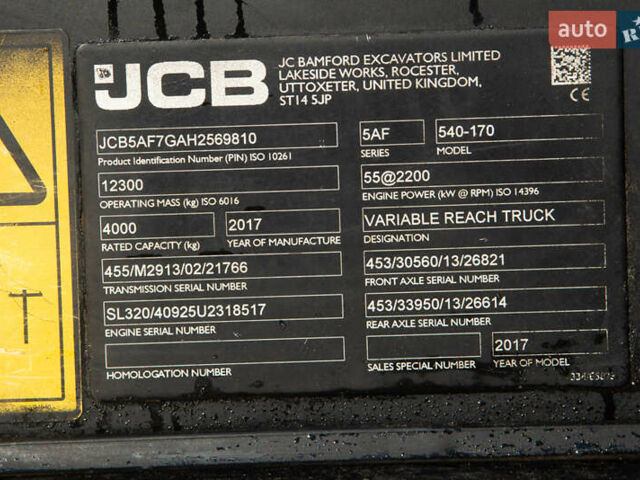 auto
JCB
JC BAMFORD EXCAVATORS LIMITED
LAKESIDE WORKS, ROCESTER,
UTTOXETER, UNITED KINGDOM,
ST14 5JP
CE
JCB5AF7GAH2569810
Product Identification Number (PIN) ISO 10261
5AF
SERIES
540-170
MODEL
12300
OPERATING MASS (kg) ISO 6016
55@2200
ENGINE POWER (kW @ RPM) ISO 14396
4000
RATED CAPACITY (kg)
2017
YEAR OF MANUFACTURE
VARIABLE REACH TRUCK
DESIGNATION
455/M2913/02/21766
TRANSMISSION SERIAL NUMBER
453/30560/13/26821
FRONT AXLE SERIAL NUMBER
SL320/40925U2318517
ENGINE SERIAL NUMBER
453/33950/13/26614
REAR AXLE SERIAL NUMBER
HOMOLOGATION NUMBER
SALES SPECIAL NUMBER
2017
YEAR OF MODEL